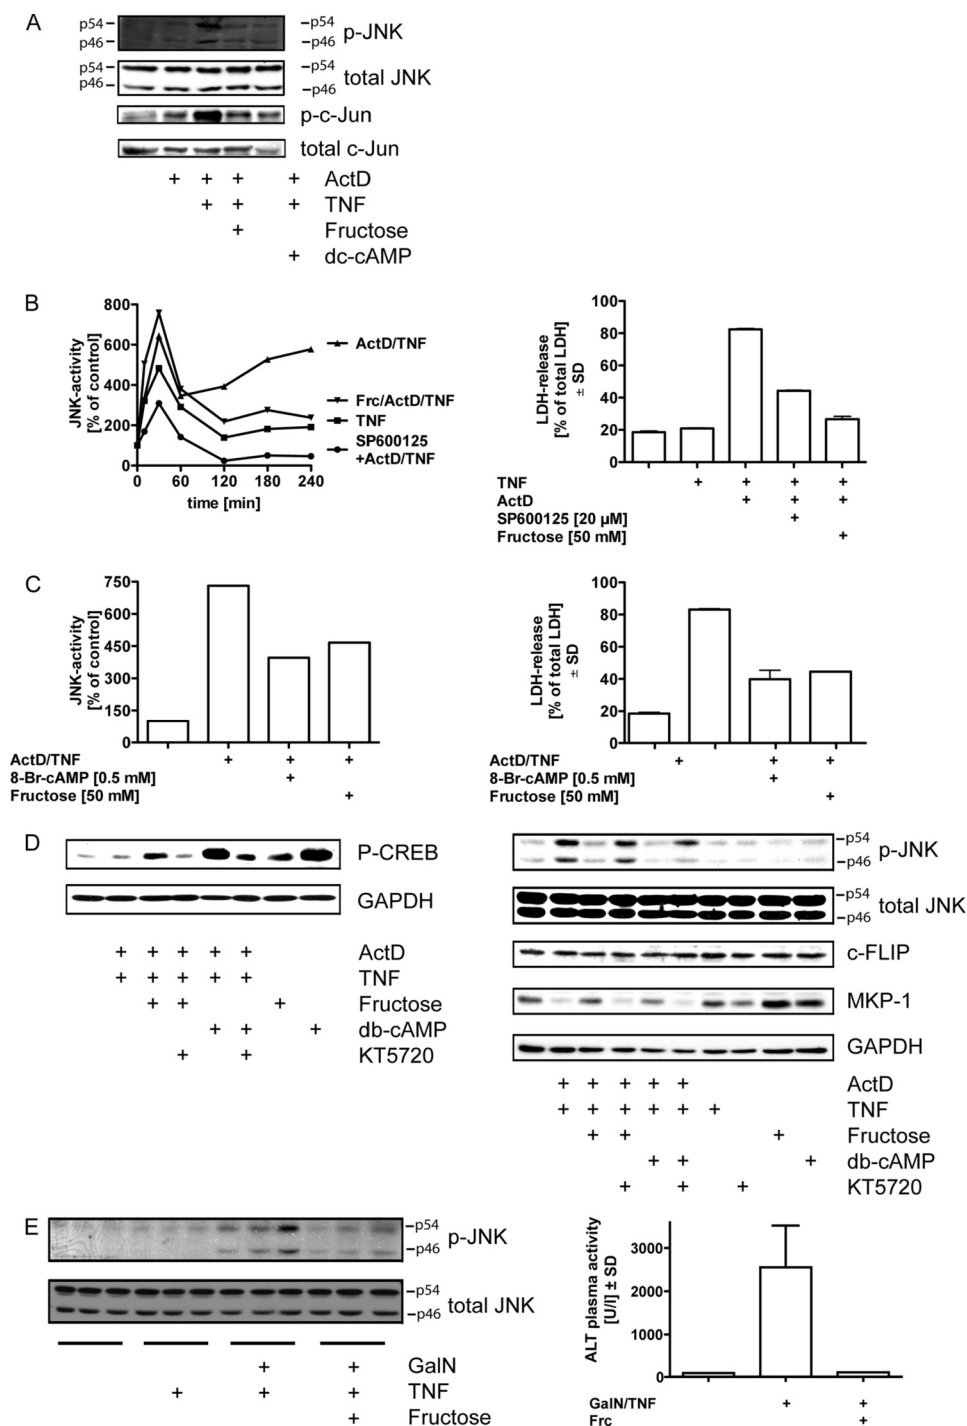 A
p54
p46
–p54
–p46
p-JNK
p54
p46
–p54
–p46
total JNK
p-c-Jun
total c-Jun
+ + + + ActD
+ + + TNF
+ Fructose
+ dc-cAMP
B
JNK-activity
[% of control]
800
600
400
200
0
0 60 120 180 240
time [min]
ActD/TNF
Frc/ActD/TNF
TNF
SP600125
+ActD/TNF
LDH-release
[% of total LDH]
± SD
100
80
60
40
20
0
TNF + + + +
ActD + + +
SP600125 [20 µM] +
Fructose [50 mM] +
C
JNK-activity
[% of control]
750
600
450
300
150
0
ActD/TNF + + +
8-Br-cAMP [0.5 mM] +
Fructose [50 mM] +
LDH-release
[% of total LDH]
± SD
100
80
60
40
20
0
ActD/TNF + + +
8-Br-cAMP [0.5 mM] +
Fructose [50 mM] +
D
P-CREB
GAPDH
+ + + + + ActD
+ + + + + TNF
+ + + Fructose
+ + + db-cAMP
+ + KT5720
–p54
–p46
p-JNK
–p54
–p46
total JNK
c-FLIP
MKP-1
GAPDH
+ + + + + ActD
+ + + + + + TNF
+ + + Fructose
+ + + db-cAMP
+ + + KT5720
E
–p54
–p46
p-JNK
–p54
–p46
total JNK
+ + GalN
+ + + TNF
+ Fructose
ALT plasma activity
[U/l] ± SD
3000
2000
1000
0
GalN/TNF + +
Frc +